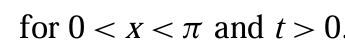 for 0 < x < π and t > 0.